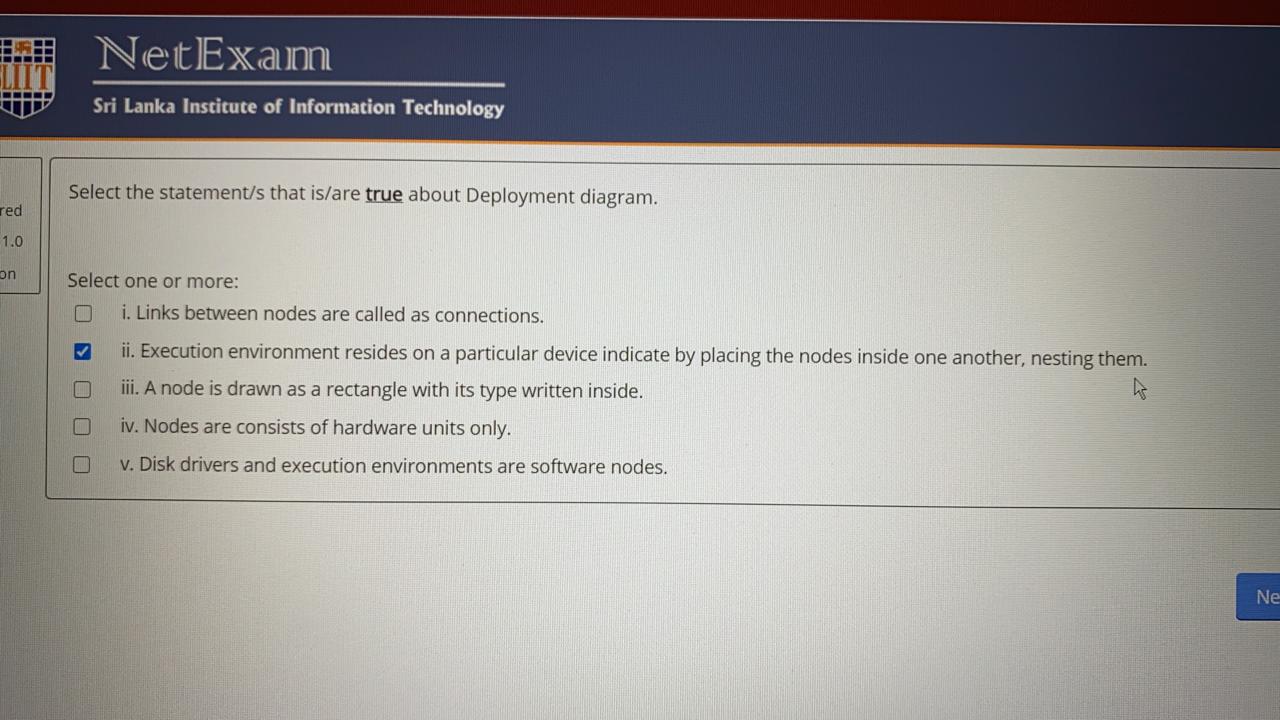 NetExam
LIIT
Sri Lanka Institute of Information Technology
Select the statement/s that is/are true about Deployment diagram.
red
1.0
on
Select one or more:
i. Links between nodes are called as connections.
ii. Execution environment resides on a particular device indicate by placing the nodes inside one another, nesting them.
iii. A node is drawn as a rectangle with its type written inside.
iv. Nodes are consists of hardware units only.
v. Disk drivers and execution environments are software nodes.
Ne